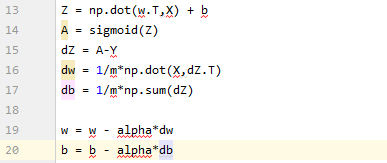 13 Z = np.dot(w.T,X) + b
14 A = sigmoid(Z)
15 dZ = A-Y
16 dw = 1/m*np.dot(X,dZ.T)
17 db = 1/m*np.sum(dZ)
18
19 w = w - alpha*dw
20 b = b - alpha*db